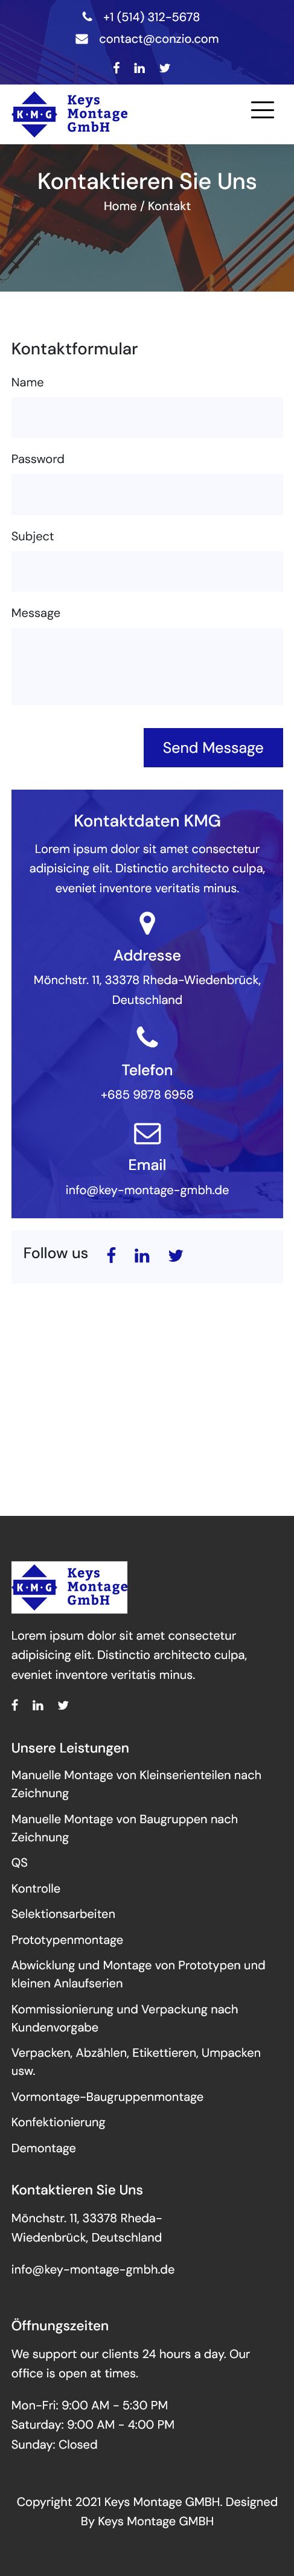 +1 (514) 312-5678
contact@conzio.com
K·M·G
Keys
Montage
GmbH
Kontaktieren Sie Uns
Home / Kontakt
Kontaktformular
Name
Password
Subject
Message
Send Message
Kontaktdaten KMG
Lorem ipsum dolor sit amet consectetur
adipisicing elit. Distinctio architecto culpa,
eveniet inventore veritatis minus.
Addresse
Mönchstr. 11, 33378 Rheda-Wiedenbrück,
Deutschland
Telefon
+685 9878 6958
Email
info@key-montage-gmbh.de
Follow us
K·M·G
Keys
Montage
GmbH
Lorem ipsum dolor sit amet consectetur
adipisicing elit. Distinctio architecto culpa,
eveniet inventore veritatis minus.
Unsere Leistungen
Manuelle Montage von Kleinserienteilen nach
Zeichnung
Manuelle Montage von Baugruppen nach
Zeichnung
QS
Kontrolle
Selektionsarbeiten
Prototypenmontage
Abwicklung und Montage von Prototypen und
kleinen Anlaufserien
Kommissionierung und Verpackung nach
Kundenvorgabe
Verpacken, Abzählen, Etikettieren, Umpacken
usw.
Vormontage-Baugruppenmontage
Konfektionierung
Demontage
Kontaktieren Sie Uns
Mönchstr. 11, 33378 Rheda-
Wiedenbrück, Deutschland
info@key-montage-gmbh.de
Öffnungszeiten
We support our clients 24 hours a day. Our
office is open at times.
Mon-Fri: 9:00 AM - 5:30 PM
Saturday: 9:00 AM - 4:00 PM
Sunday: Closed
Copyright 2021 Keys Montage GMBH. Designed
By Keys Montage GMBH